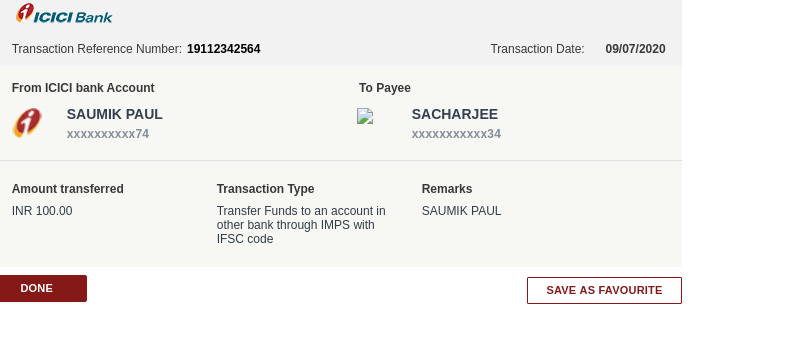 ICICI Bank
Transaction Reference Number: 19112342564 Transaction Date: 09/07/2020
From ICICI bank Account To Payee
SAUMIK PAUL SACHARJEE
xxxxxxxxxx74 xxxxxxxxxxx34
Amount transferred Transaction Type Remarks
INR 100.00 Transfer Funds to an account in SAUMIK PAUL
other bank through IMPS with
IFSC code
DONE SAVE AS FAVOURITE